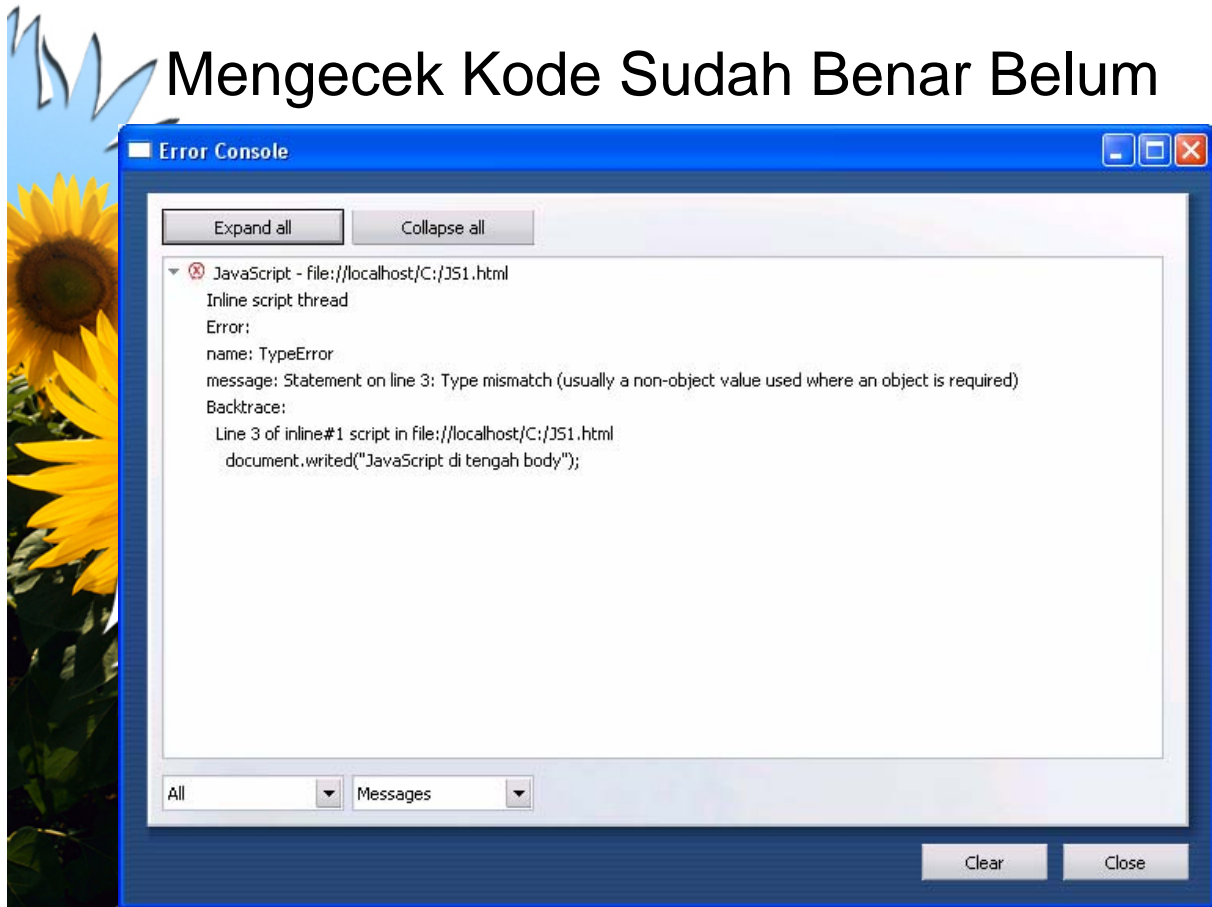 Mengecek Kode Sudah Benar Belum
Error Console
Expand all
Collapse all
JavaScript - file://localhost/C:/JS1.html
Inline script thread
Error:
name: TypeError
message: Statement on line 3: Type mismatch (usually a non-object value used where an object is required)
Backtrace:
Line 3 of inline#1 script in file://localhost/C:/JS1.html
document.writed("JavaScript di tengah body");
All
Messages
Clear
Close